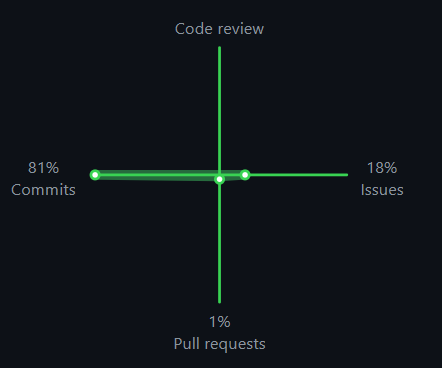 Code review
81%
Commits
18%
Issues
1%
Pull requests